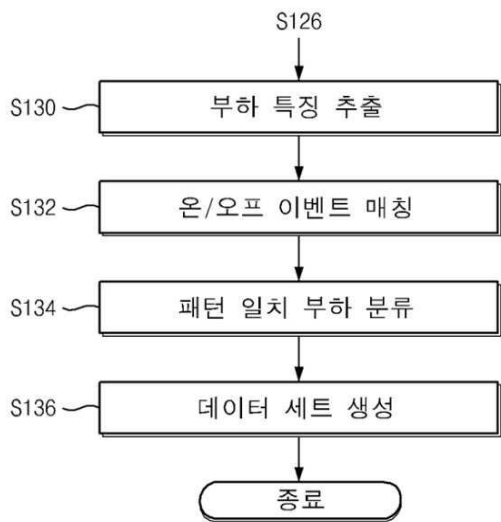 S126
S130 부하 특징 추출
S132 온/오프 이벤트 매칭
S134 패턴 일치 부하 분류
S136 데이터 세트 생성
종료